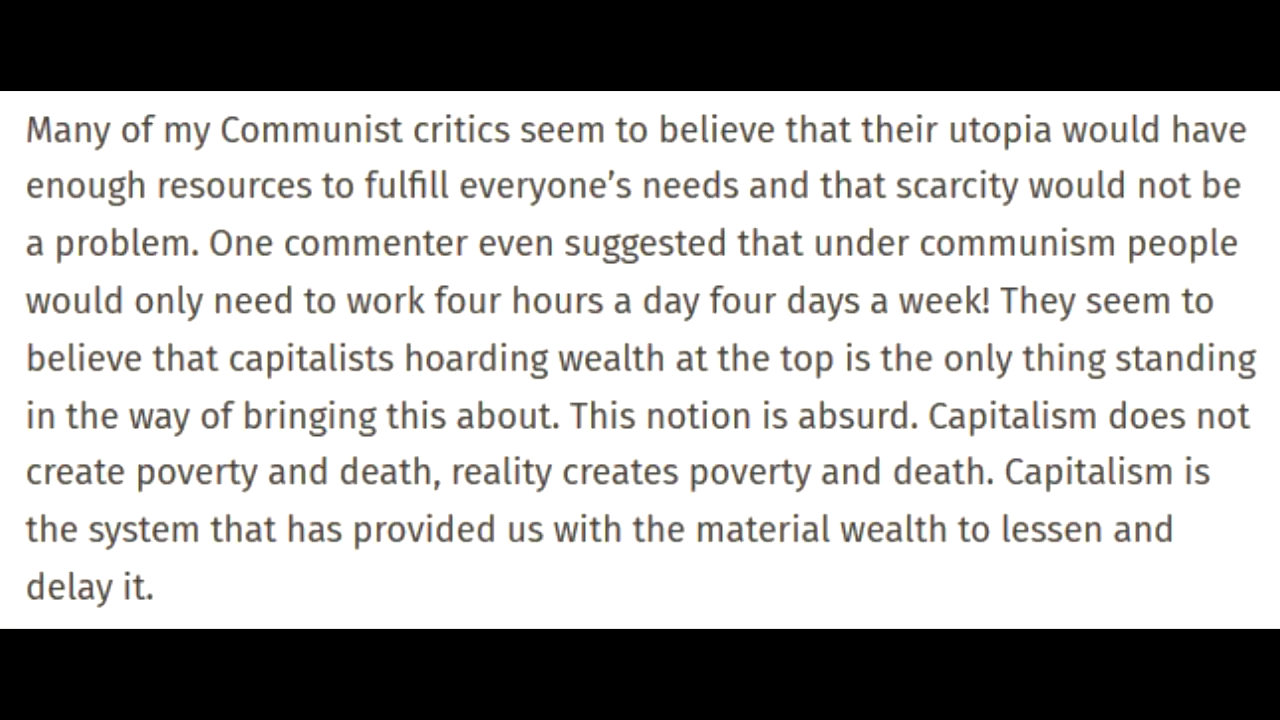 Many of my Communist critics seem to believe that their utopia would have
enough resources to fulfill everyone’s needs and that scarcity would not be
a problem. One commenter even suggested that under communism people
would only need to work four hours a day four days a week! They seem to
believe that capitalists hoarding wealth at the top is the only thing standing
in the way of bringing this about. This notion is absurd. Capitalism does not
create poverty and death, reality creates poverty and death. Capitalism is
the system that has provided us with the material wealth to lessen and
delay it.